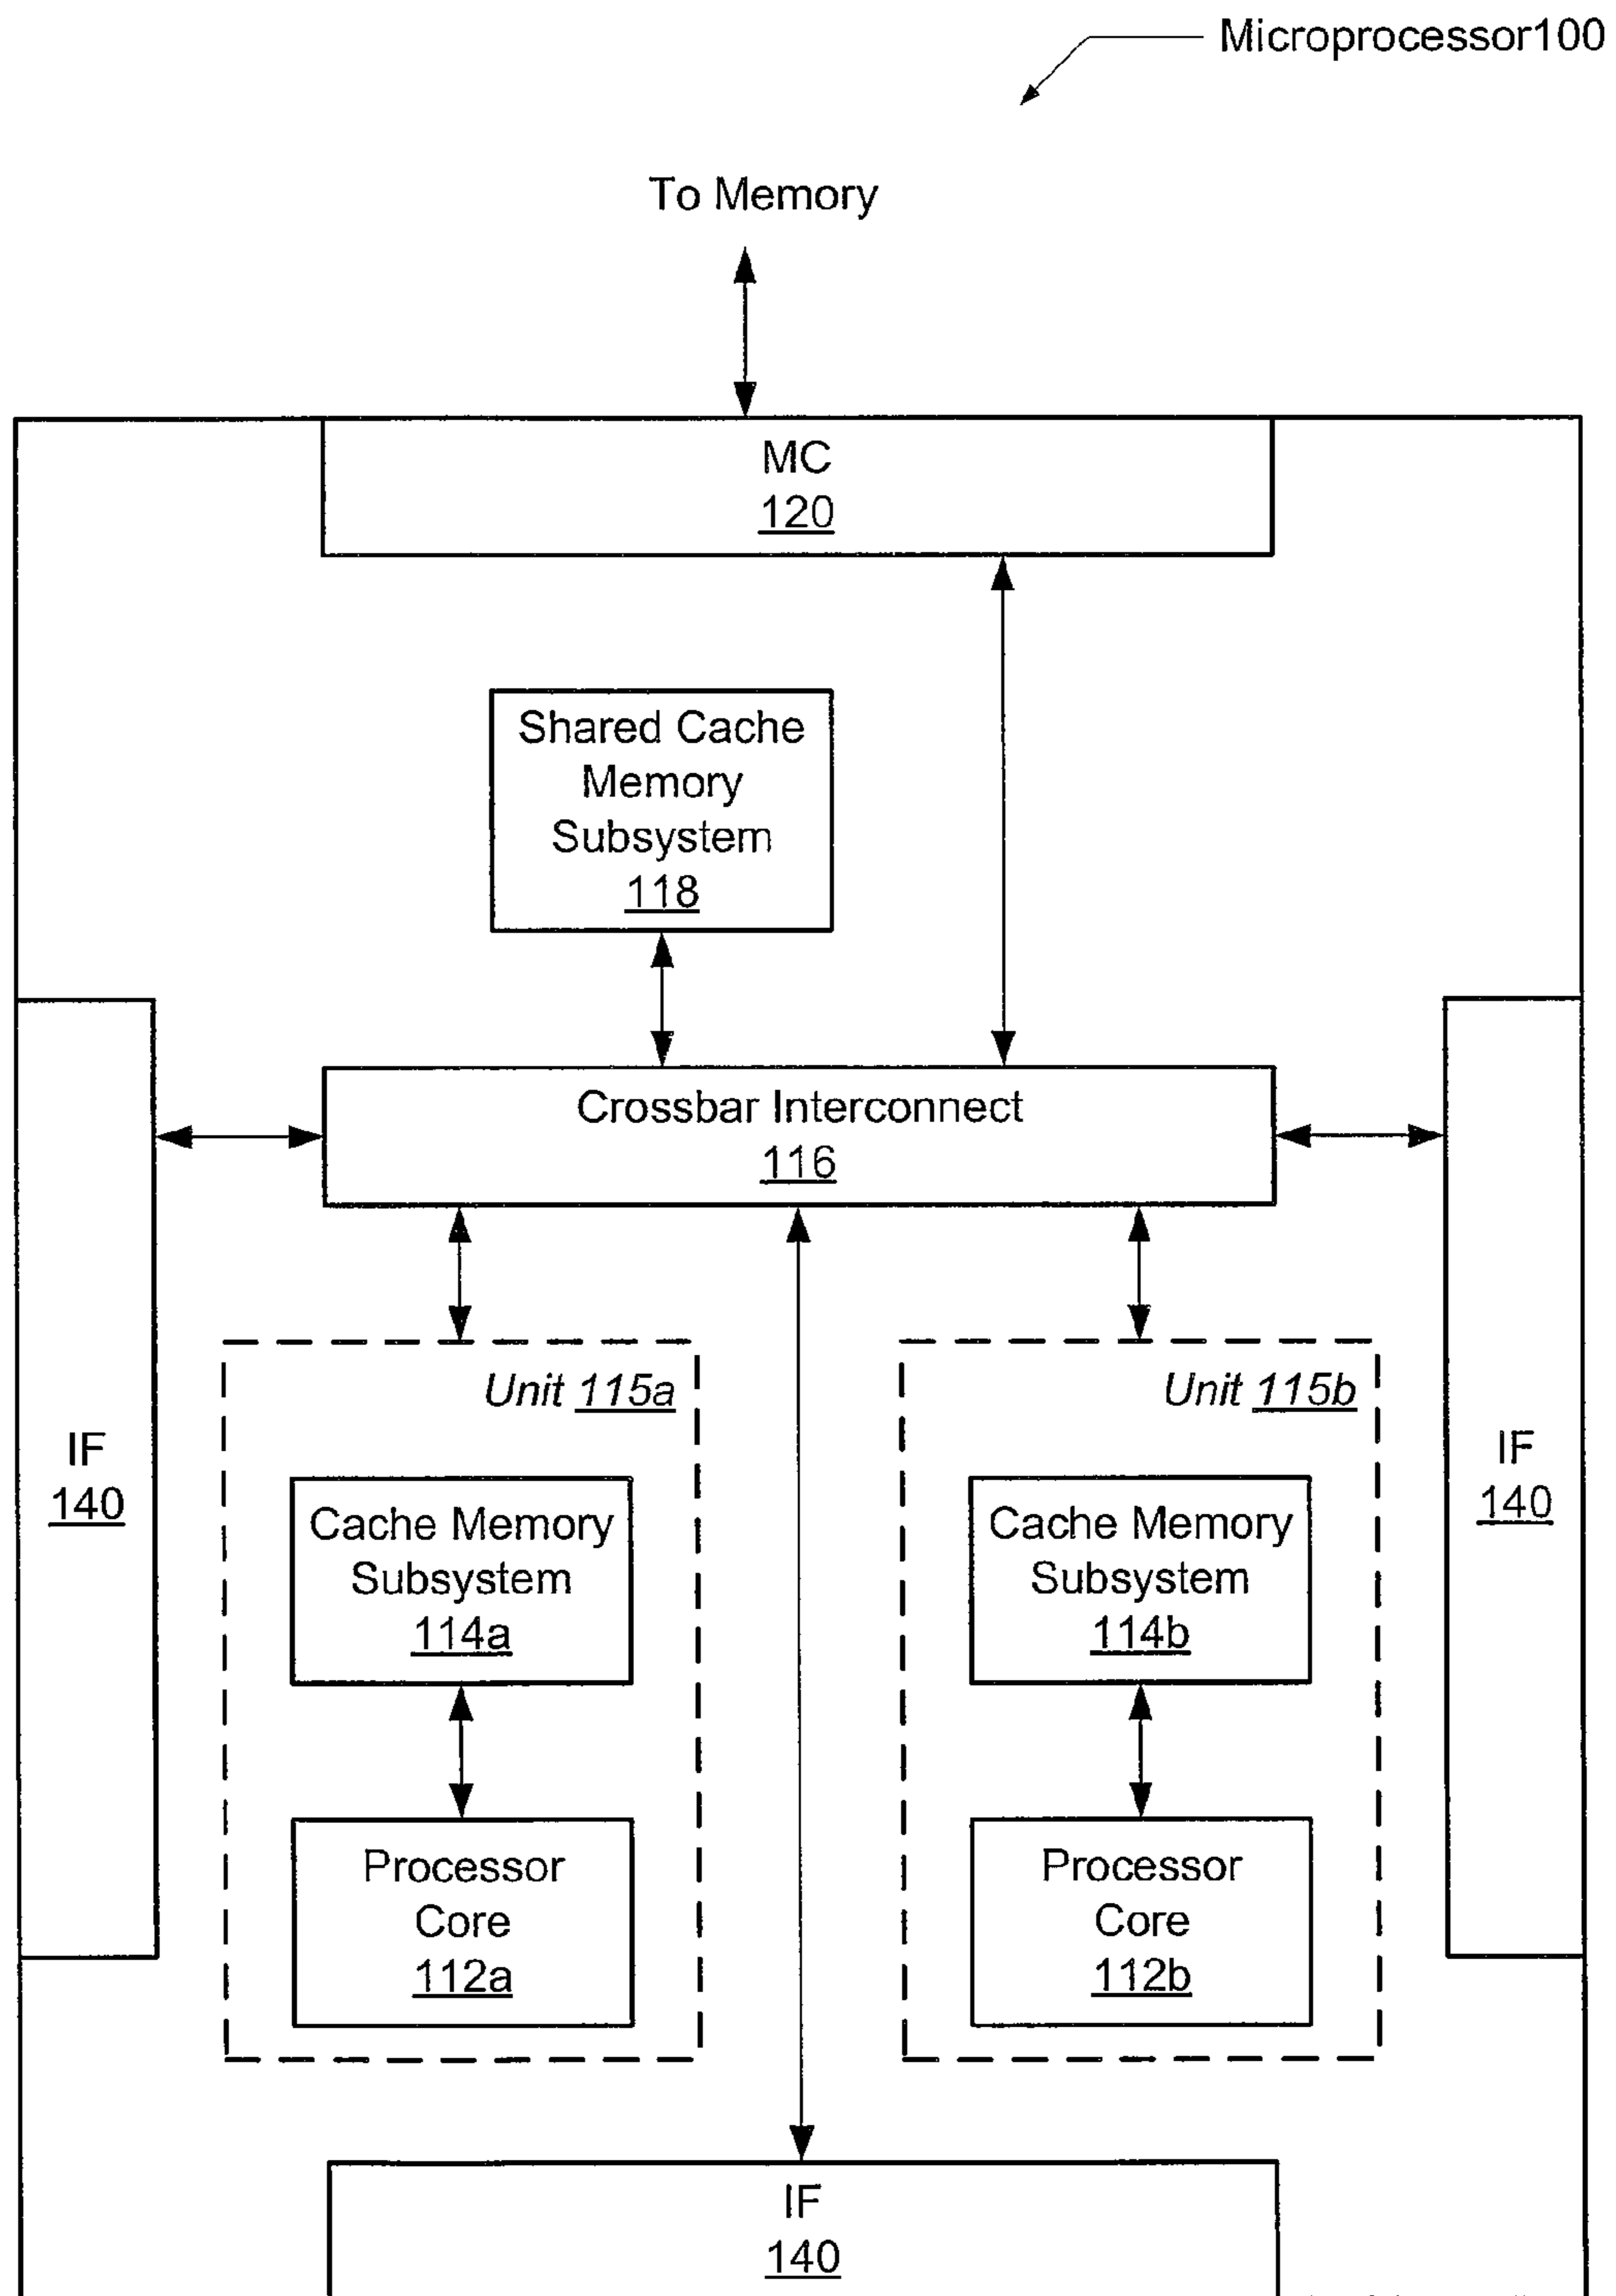 Microprocessor100
To Memory
MC
120
Shared Cache
Memory
Subsystem
118
Crossbar Interconnect
116
Unit 115a
Unit 115b
IF
140
IF
140
Cache Memory
Subsystem
114a
Cache Memory
Subsystem
114b
Processor
Core
112a
Processor
Core
112b
IF
140